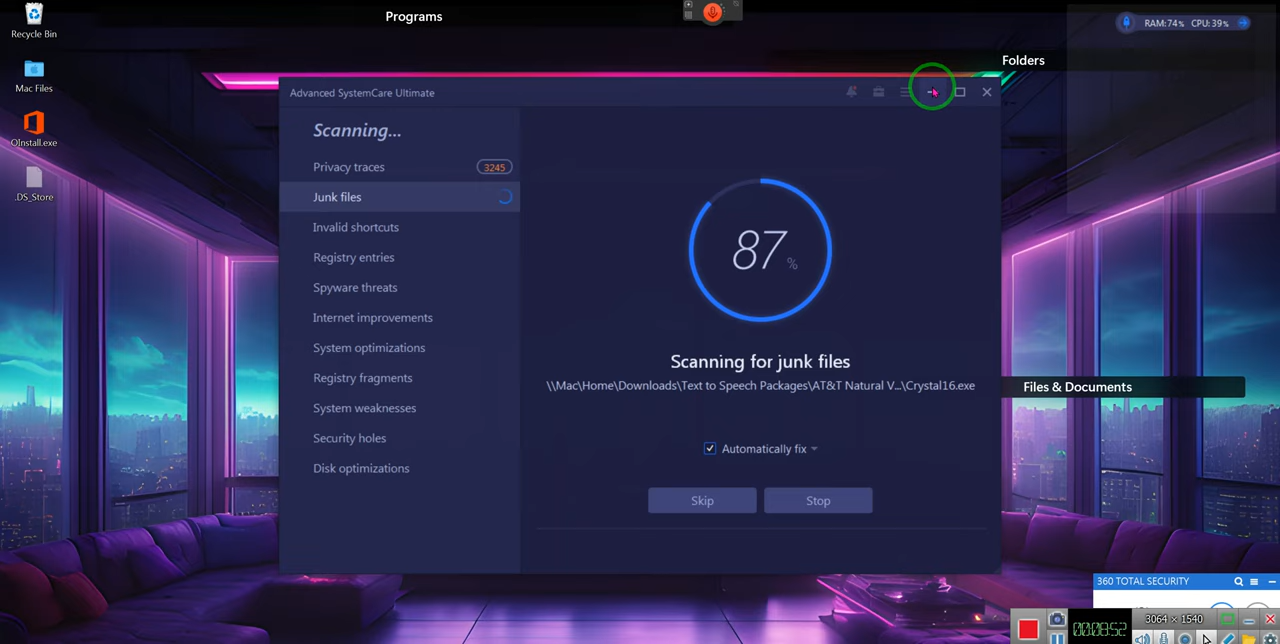 Programs
RAM:74% CPU:39%
Recycle Bin
Folders
Mac Files
Advanced SystemCare Ultimate
Scanning...
OInstall.exe
Privacy traces
3245
.DS_Store
Junk files
Invalid shortcuts
Registry entries
Spyware threats
Internet improvements
System optimizations
Registry fragments
System weaknesses
Security holes
Disk optimizations
87%
Scanning for junk files
\\Mac\Home\Downloads\Text to Speech Packages\AT&T Natural V...\Crystal16.exe
Automatically fix
Skip
Stop
Files & Documents
360 TOTAL SECURITY
00:08:52
3064 × 1540